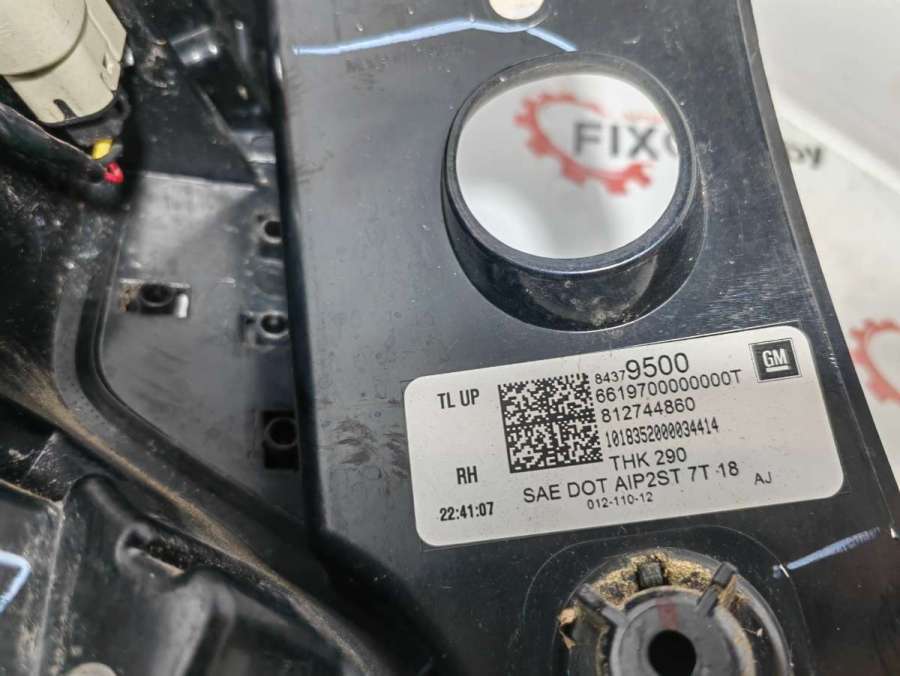 FIX
by
TL UP
84379500
GM
6619700000000T
812744860
1018352000034414
RH
THK 290
22:41:07
SAE DOT AIP2ST 7T 18
AJ
012-110-12